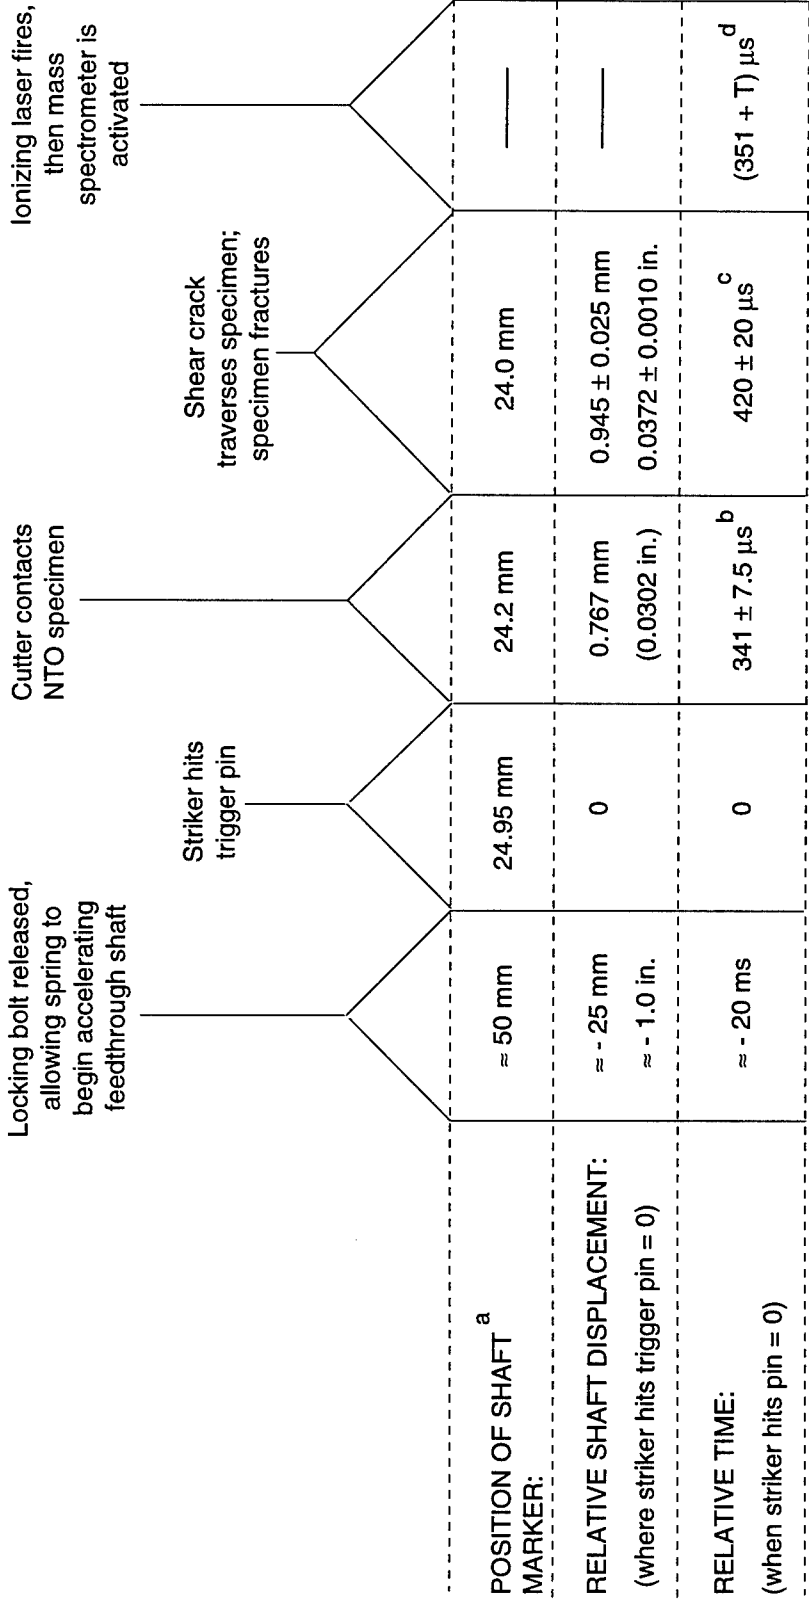 Locking bolt released,
allowing spring to
begin accelerating
feedthrough shaft
Striker hits
trigger pin
Cutter contacts
NTO specimen
Shear crack
traverses specimen;
specimen fractures
Ionizing laser fires,
then mass
spectrometer is
activated
POSITION OF SHAFT a
MARKER:
≈ 50 mm
24.95 mm
24.2 mm
24.0 mm
—
RELATIVE SHAFT DISPLACEMENT:
(where striker hits trigger pin = 0)
≈ - 25 mm
≈ - 1.0 in.
0
0.767 mm
(0.0302 in.)
0.945 ± 0.025 mm
0.0372 ± 0.0010 in.
—
RELATIVE TIME:
(when striker hits pin = 0)
≈ - 20 ms
0
341 ± 7.5 µs b
420 ± 20 µs c
(351 + T) µs d